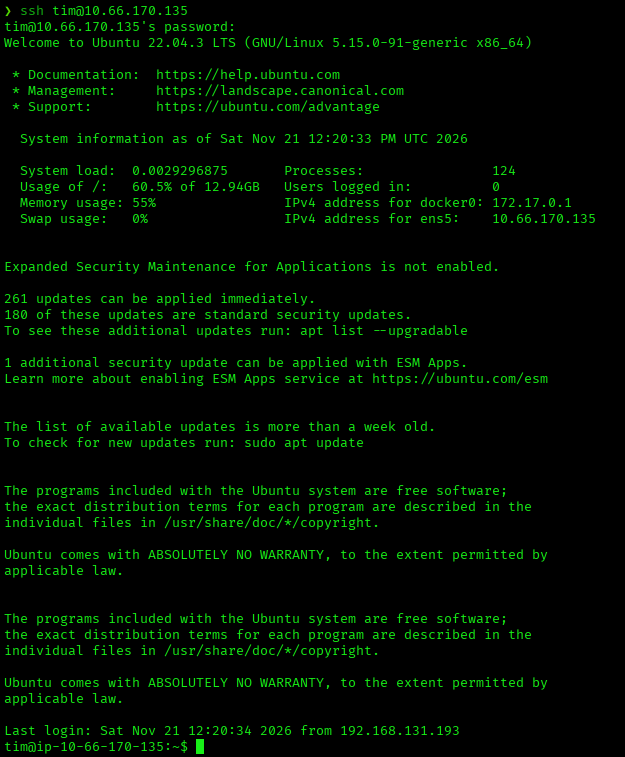 ❯ ssh tim@10.66.170.135
tim@10.66.170.135's password:
Welcome to Ubuntu 22.04.3 LTS (GNU/Linux 5.15.0-91-generic x86_64)
* Documentation:  https://help.ubuntu.com
* Management:     https://landscape.canonical.com
* Support:        https://ubuntu.com/advantage
System information as of Sat Nov 21 12:20:33 PM UTC 2026
System load:  0.0029296875       Processes:                124
Usage of /:   60.5% of 12.94GB   Users logged in:          0
Memory usage: 55%                IPv4 address for docker0: 172.17.0.1
Swap usage:   0%                 IPv4 address for ens5:    10.66.170.135
Expanded Security Maintenance for Applications is not enabled.
261 updates can be applied immediately.
180 of these updates are standard security updates.
To see these additional updates run: apt list --upgradable
1 additional security update can be applied with ESM Apps.
Learn more about enabling ESM Apps service at https://ubuntu.com/esm
The list of available updates is more than a week old.
To check for new updates run: sudo apt update
The programs included with the Ubuntu system are free software;
the exact distribution terms for each program are described in the
individual files in /usr/share/doc/*/copyright.
Ubuntu comes with ABSOLUTELY NO WARRANTY, to the extent permitted by
applicable law.
The programs included with the Ubuntu system are free software;
the exact distribution terms for each program are described in the
individual files in /usr/share/doc/*/copyright.
Ubuntu comes with ABSOLUTELY NO WARRANTY, to the extent permitted by
applicable law.
Last login: Sat Nov 21 12:20:34 2026 from 192.168.131.193
tim@ip-10-66-170-135:~$